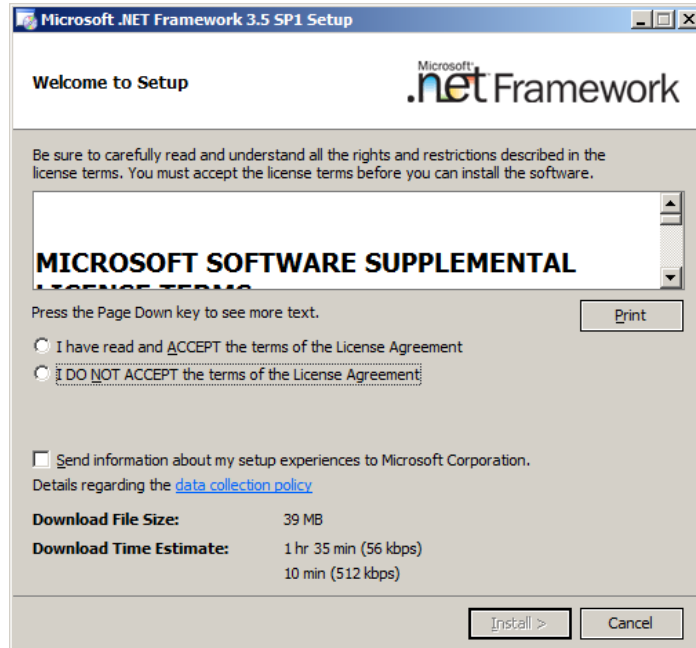 Microsoft .NET Framework 3.5 SP1 Setup
Welcome to Setup
Microsoft
.net Framework
Be sure to carefully read and understand all the rights and restrictions described in the
license terms. You must accept the license terms before you can install the software.
MICROSOFT SOFTWARE SUPPLEMENTAL
LICENSE TERMS
Press the Page Down key to see more text.
Print
I have read and ACCEPT the terms of the License Agreement
I DO NOT ACCEPT the terms of the License Agreement
Send information about my setup experiences to Microsoft Corporation.
Details regarding the data collection policy
Download File Size: 39 MB
Download Time Estimate: 1 hr 35 min (56 kbps)
10 min (512 kbps)
Install > Cancel